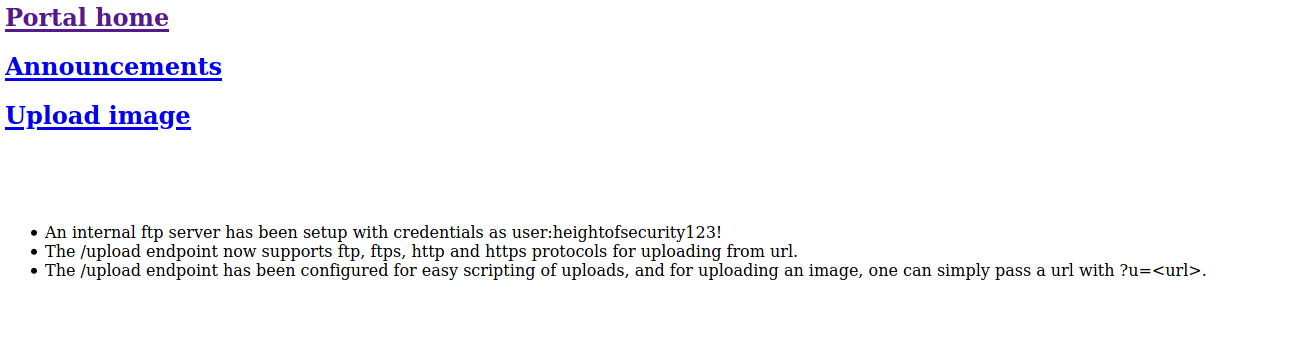 Portal home
Announcements
Upload image
• An internal ftp server has been setup with credentials as user:heightofsecurity123!
• The /upload endpoint now supports ftp, ftps, http and https protocols for uploading from url.
• The /upload endpoint has been configured for easy scripting of uploads, and for uploading an image, one can simply pass a url with ?u=<url>.